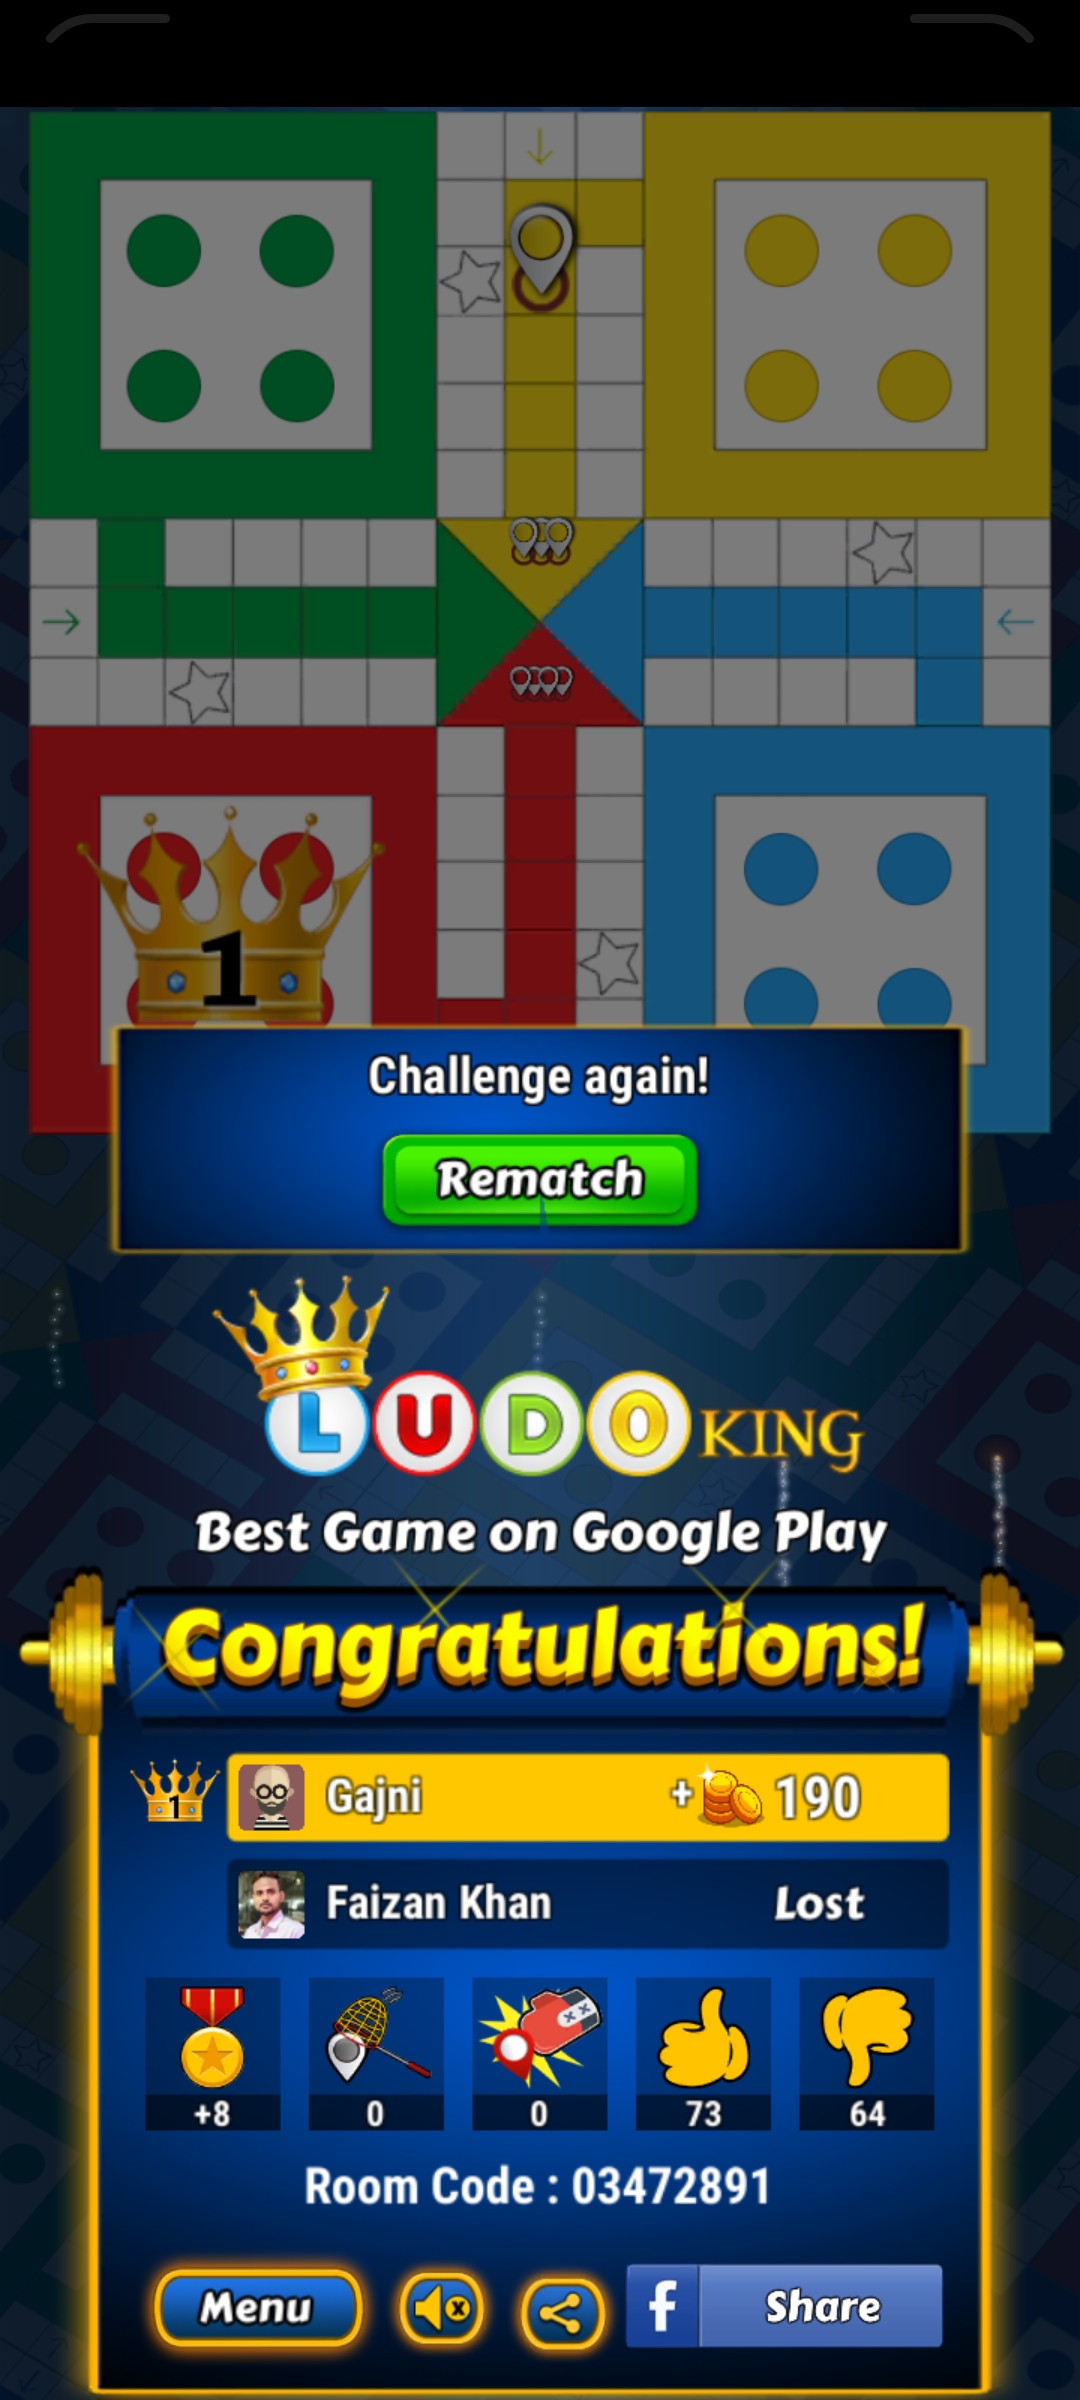 1
Challenge again!
Rematch
LUDO KING
Best Game on Google Play
Congratulations!
1 Gajni + 190
Faizan Khan Lost
+8 0 0 73 64
Room Code : 03472891
Menu x f Share